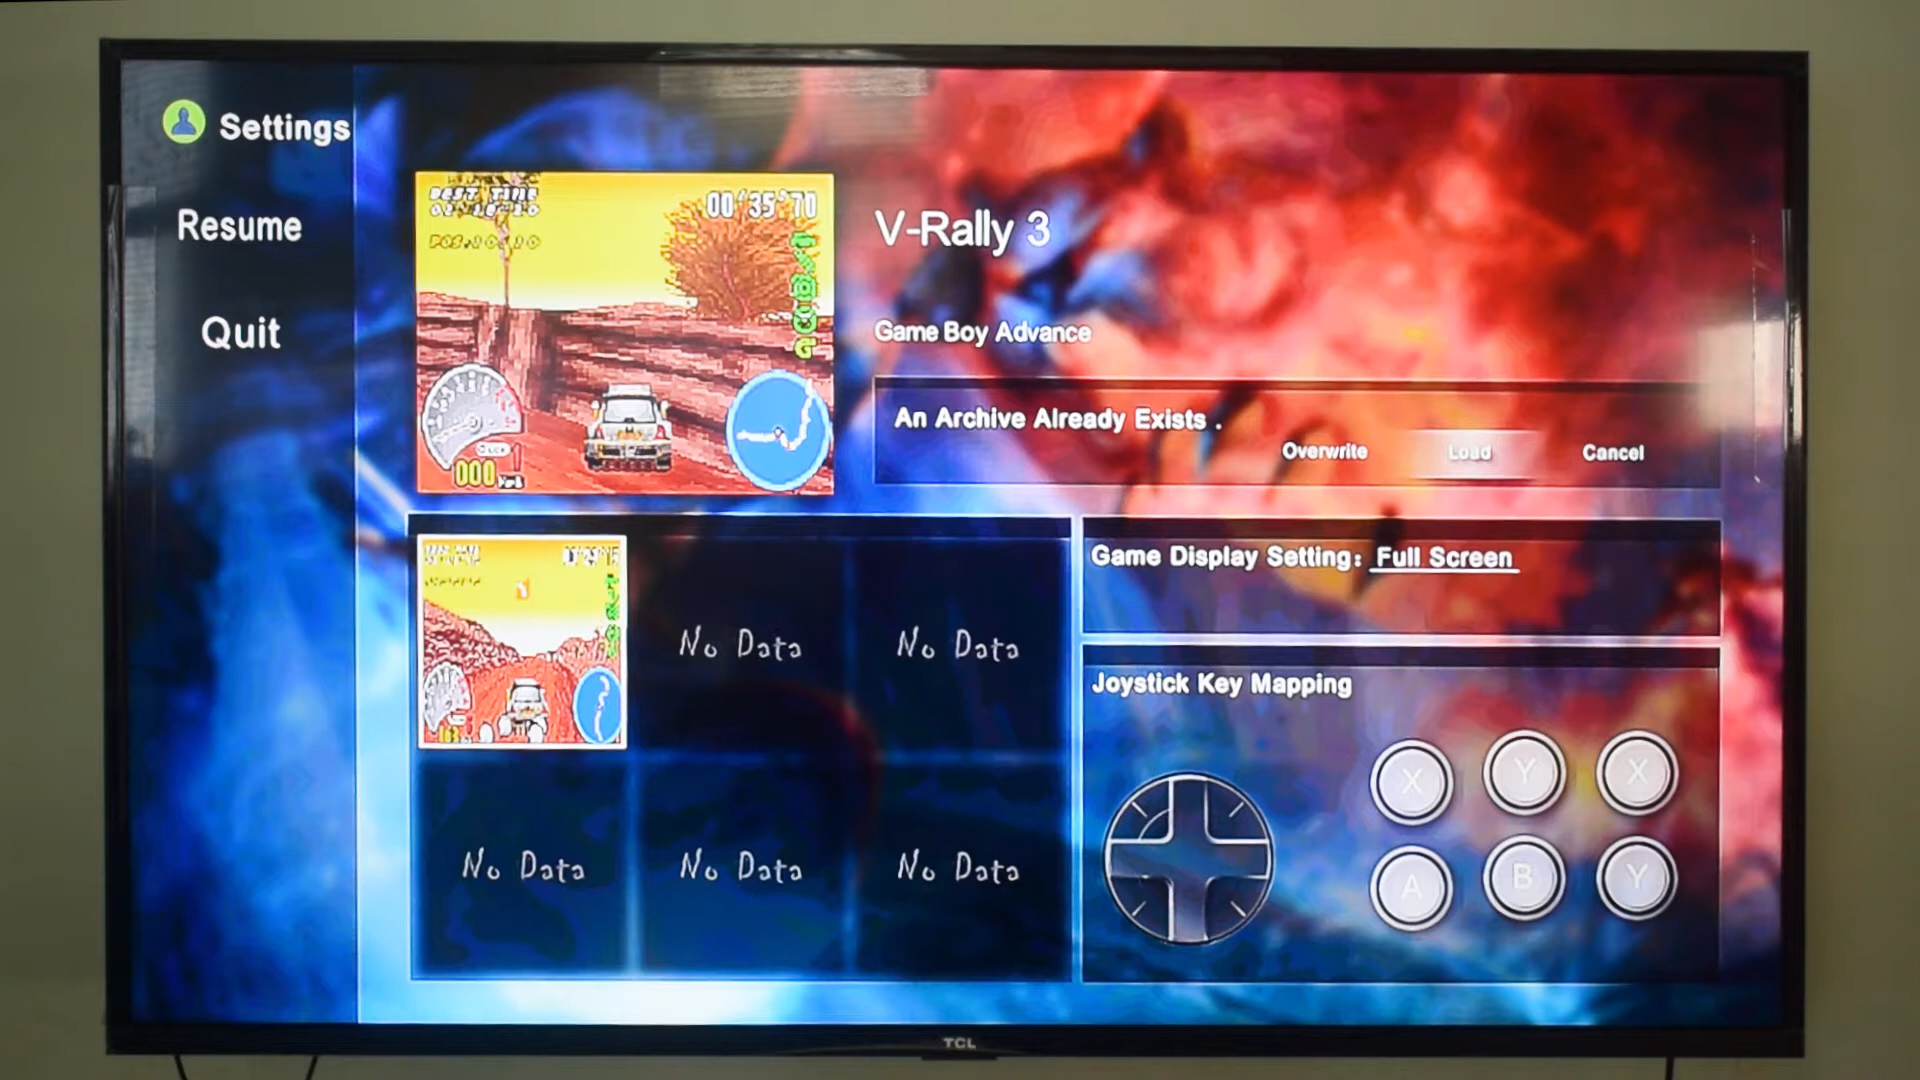 Settings
Resume
Quit
BEST TIME
00'35"70
000
V-Rally 3
Game Boy Advance
An Archive Already Exists .
Overwrite
Load
Cancel
No Data
No Data
No Data
No Data
No Data
Game Display Setting: Full Screen
Joystick Key Mapping
X
Y
X
A
B
Y
TCL